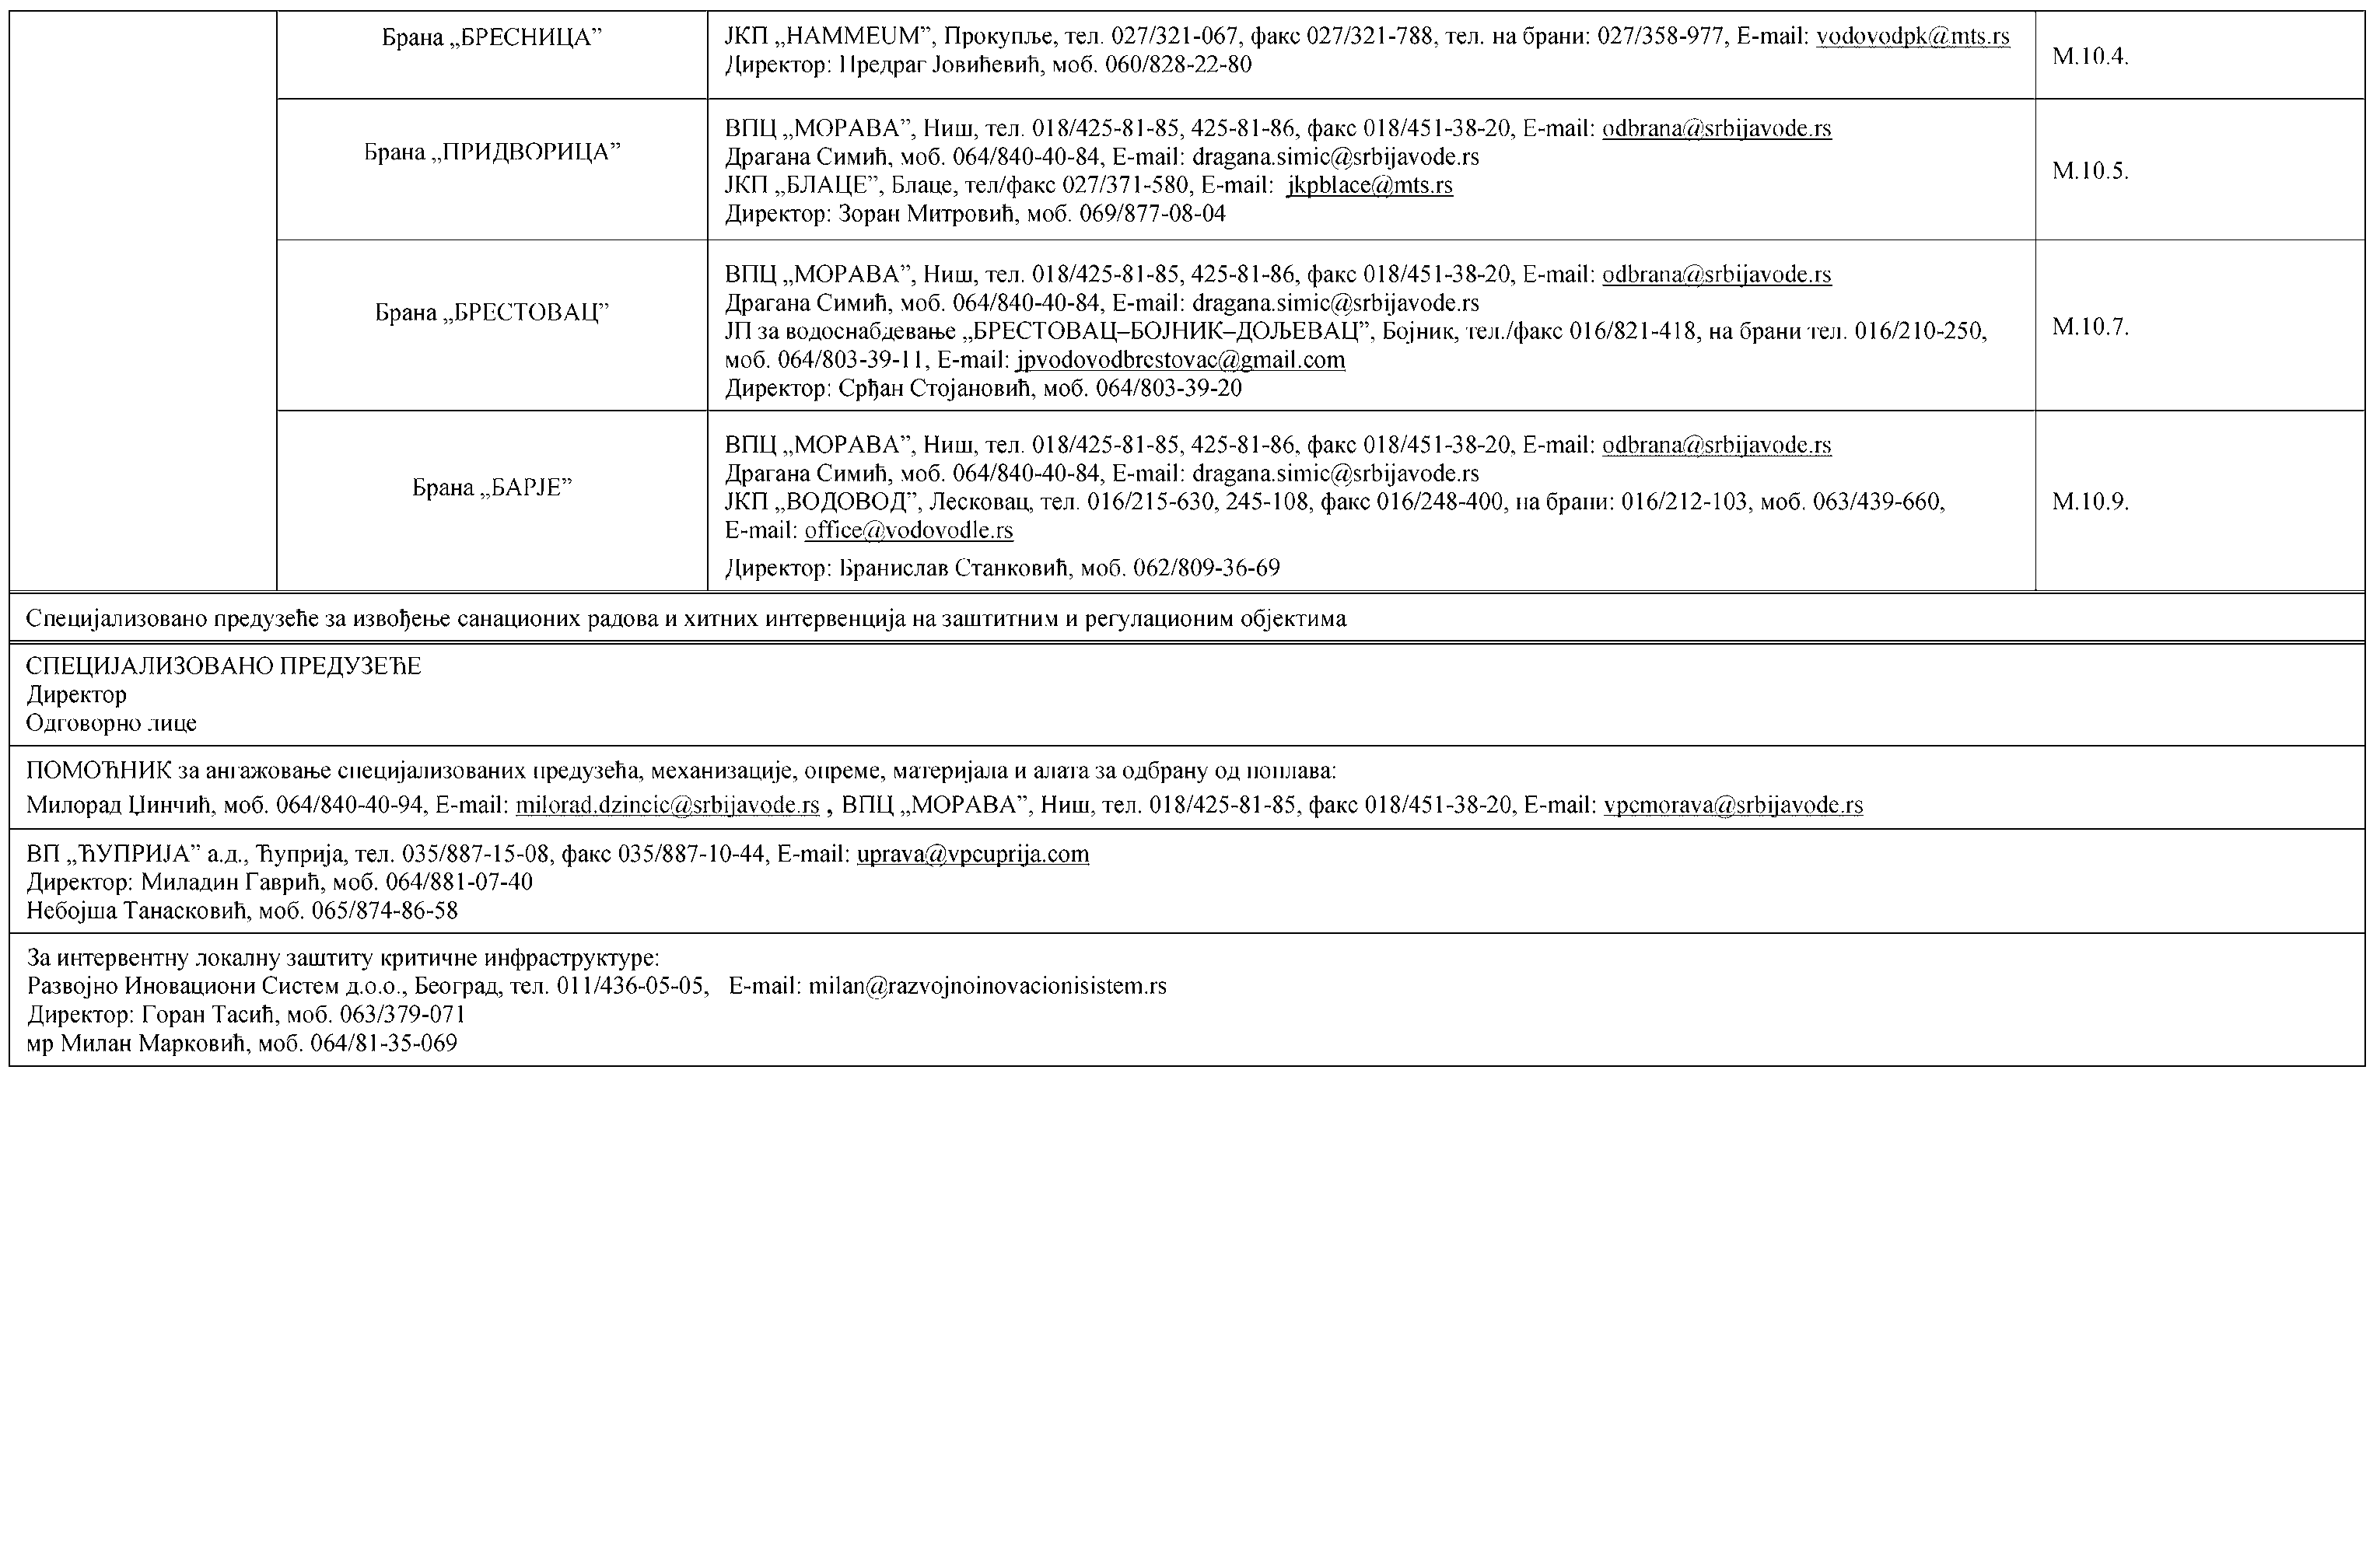 Брана „БРЕСНИЦА”
ЈКП „HAMMEUM”, Прокупље, тел. 027/321-067, факс 027/321-788, тел. на брани: 027/358-977, E-mail: vodovodpk@mts.rs
Директор: Предраг Јовићевић, моб. 060/828-22-80
М.10.4.
Брана „ПРИДВОРИЦА”
ВПЦ „МОРАВА”, Ниш, тел. 018/425-81-85, 425-81-86, факс 018/451-38-20, E-mail: odbrana@srbijavode.rs
Драгана Симић, моб. 064/840-40-84, E-mail: dragana.simic@srbijavode.rs
ЈКП „БЛАЦЕ”, Блаце, тел/факс 027/371-580, E-mail: jkpblace@mts.rs
Директор: Зоран Митровић, моб. 069/877-08-04
М.10.5.
Брана „БРЕСТОВАЦ”
ВПЦ „МОРАВА”, Ниш, тел. 018/425-81-85, 425-81-86, факс 018/451-38-20, E-mail: odbrana@srbijavode.rs
Драгана Симић, моб. 064/840-40-84, E-mail: dragana.simic@srbijavode.rs
ЈП за водоснабдевање „БРЕСТОВАЦ–БОЈНИК–ДОЉЕВАЦ”, Бојник, тел./факс 016/821-418, на брани тел. 016/210-250,
моб. 064/803-39-11, E-mail: jpvodovodbrestovac@gmail.com
Директор: Срђан Стојановић, моб. 064/803-39-20
М.10.7.
Брана „БАРЈЕ”
ВПЦ „МОРАВА”, Ниш, тел. 018/425-81-85, 425-81-86, факс 018/451-38-20, E-mail: odbrana@srbijavode.rs
Драгана Симић, моб. 064/840-40-84, E-mail: dragana.simic@srbijavode.rs
ЈКП „ВОДОВОД”, Лесковац, тел. 016/215-630, 245-108, факс 016/248-400, на брани: 016/212-103, моб. 063/439-660,
E-mail: office@vodovodle.rs
Директор: Бранислав Станковић, моб. 062/809-36-69
М.10.9.
Специјализовано предузеће за извођење санационих радова и хитних интервенција на заштитним и регулационим објектима
СПЕЦИЈАЛИЗОВАНО ПРЕДУЗЕЋЕ
Директор
Одговорно лице
ПОМОЋНИК за ангажовање специјализованих предузећа, механизације, опреме, материјала и алата за одбрану од поплава:
Милорад Џинчић, моб. 064/840-40-94, E-mail: milorad.dzincic@srbijavode.rs , ВПЦ „МОРАВА”, Ниш, тел. 018/425-81-85, факс 018/451-38-20, E-mail: vpcmorava@srbijavode.rs
ВП „ЋУПРИЈА” а.д., Ћуприја, тел. 035/887-15-08, факс 035/887-10-44, E-mail: uprava@vpcuprija.com
Директор: Миладин Гаврић, моб. 064/881-07-40
Небојша Танасковић, моб. 065/874-86-58
За интервентну локалну заштиту критичне инфраструктуре:
Развојно Иновациони Систем д.о.о., Београд, тел. 011/436-05-05, E-mail: milan@razvojnoinovacionisistem.rs
Директор: Горан Тасић, моб. 063/379-071
мр Милан Марковић, моб. 064/81-35-069